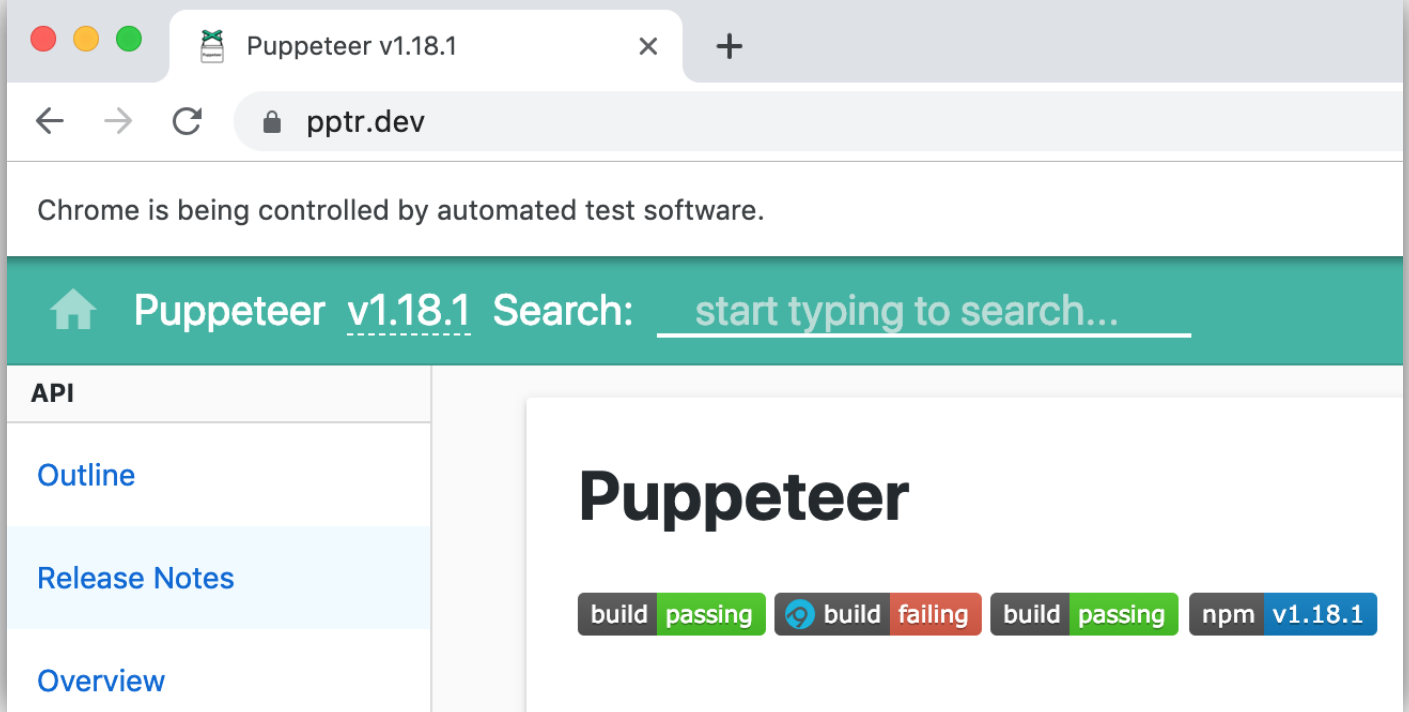 Puppeteer v1.18.1
pptr.dev
Chrome is being controlled by automated test software.
Puppeteer v1.18.1 Search: start typing to search...
API
Outline
Release Notes
Overview
Puppeteer
build passing build failing build passing npm v1.18.1